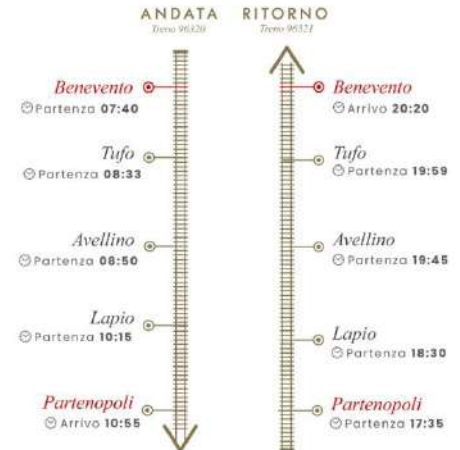 ANDATA
Treno 96320
Benevento
Partenza 07:40
Tufo
Partenza 08:33
Avellino
Partenza 08:50
Lapio
Partenza 10:15
Partenopoli
Arrivo 10:55
RITORNO
Treno 96521
Benevento
Arrivo 20:20
Tufo
Partenza 19:59
Avellino
Partenza 19:45
Lapio
Partenza 18:30
Partenopoli
Partenza 17:35